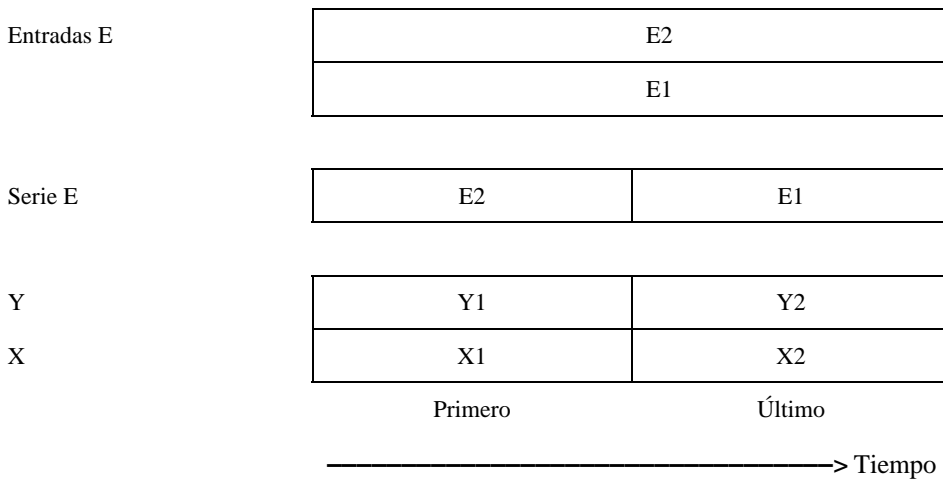 Entradas E E2
E1
Serie E E2 E1
Y Y1 Y2
X X1 X2
Primero Último
Tiempo